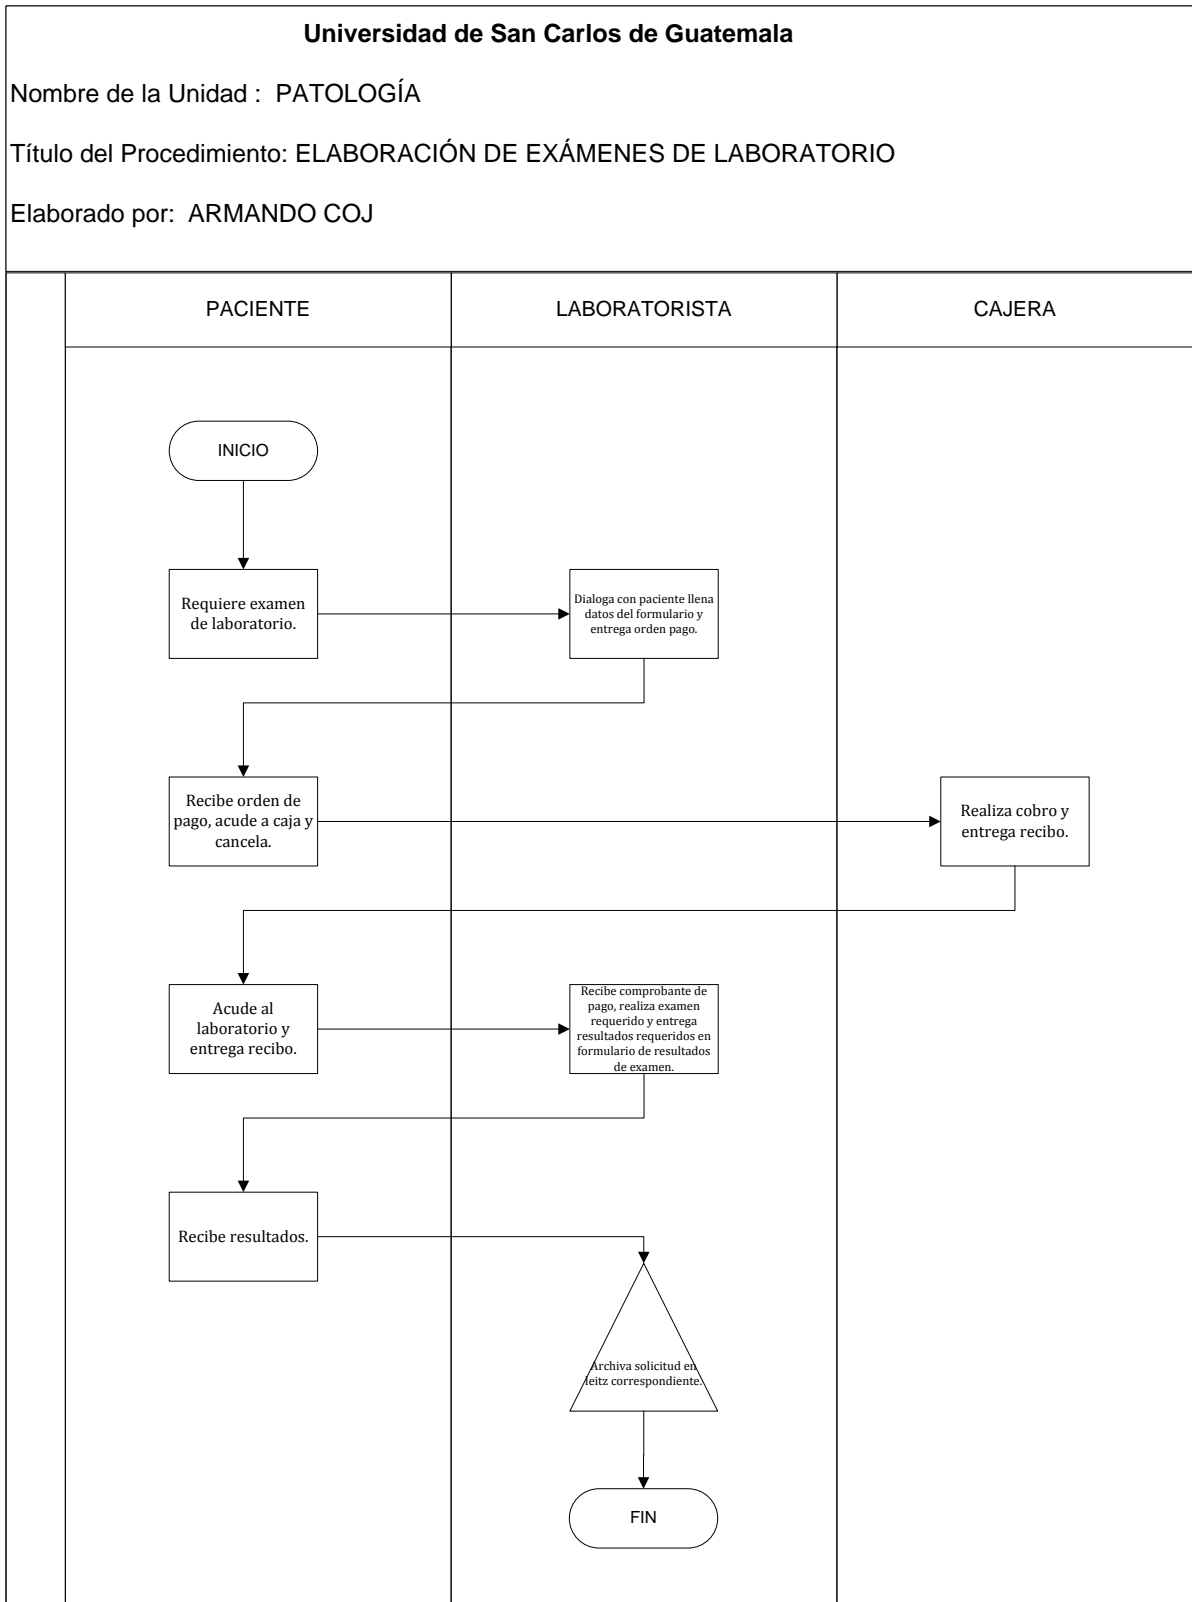 Universidad de San Carlos de Guatemala
Nombre de la Unidad :  PATOLOGÍA
Título del Procedimiento: ELABORACIÓN DE EXÁMENES DE LABORATORIO
Elaborado por:  ARMANDO COJ
PACIENTE
LABORATORISTA
CAJERA
INICIO
Requiere examen
de laboratorio.
Dialoga con paciente llena
datos del formulario y
entrega orden pago.
Recibe orden de
pago, acude a caja y
cancela.
Realiza cobro y
entrega recibo.
Acude al
laboratorio y
entrega recibo.
Recibe comprobante de
pago, realiza examen
requerido y entrega
resultados requeridos en
formulario de resultados
de examen.
Recibe resultados.
Archiva solicitud en
leitz correspondiente.
FIN